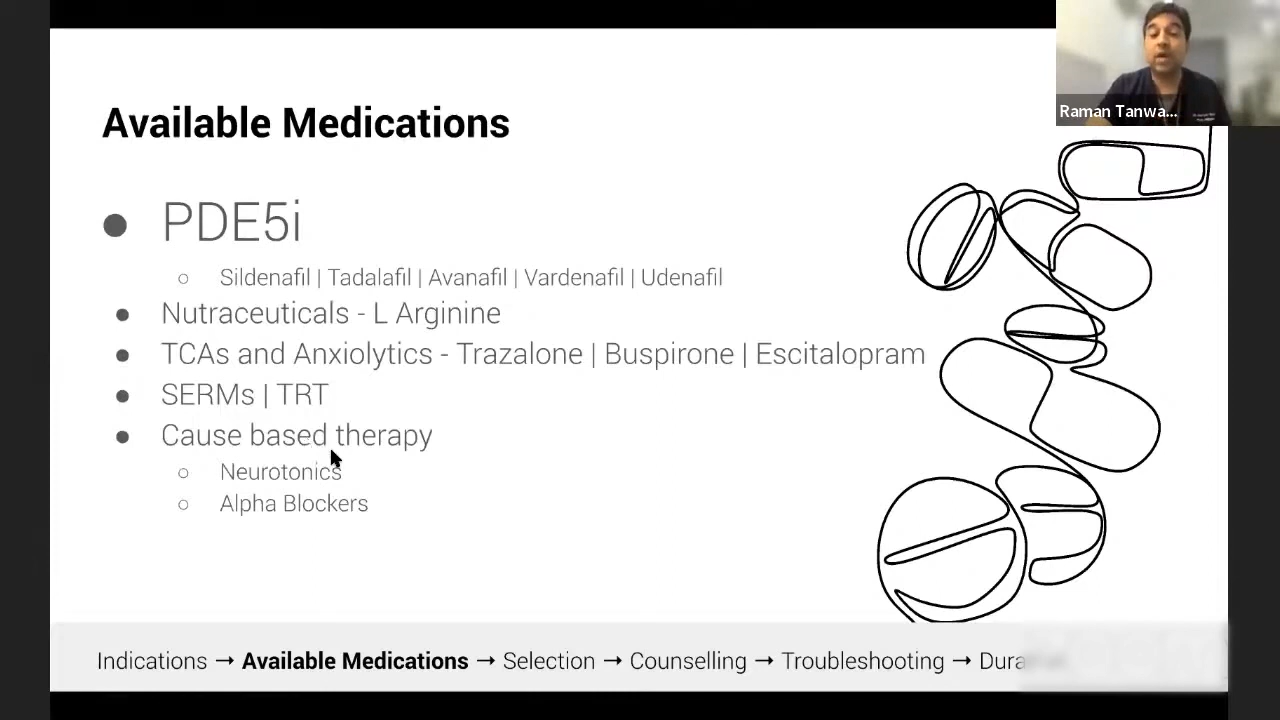 Raman Tanwa...
Available Medications
● PDE5i
○ Sildenafil | Tadalafil | Avanafil | Vardenafil | Udenafil
● Nutraceuticals - L Arginine
● TCAs and Anxiolytics - Trazalone | Buspirone | Escitalopram
● SERMs | TRT
● Cause based therapy
○ Neurotonics
○ Alpha Blockers
Indications → Available Medications → Selection → Counselling → Troubleshooting →